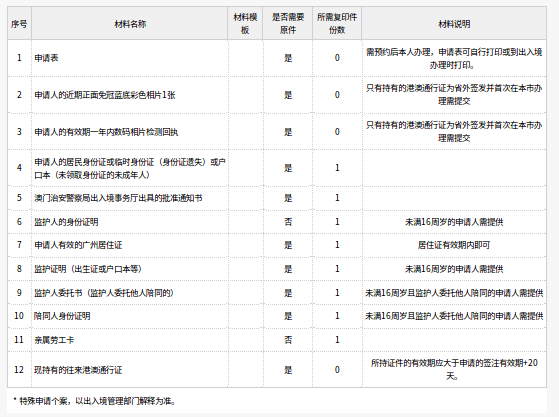 序号 材料名称 材料模板 是否需要原件 所需复印件份数 材料说明
1 申请表 是 0 需预约后本人办理，申请表可自行打印或到出入境办理时打印。
2 申请人的近期正面免冠蓝底彩色相片1张 是 0 只有持有的港澳通行证为省外签发并首次在本市办理需提交
3 申请人的有效期一年内数码相片检测回执 是 0 只有持有的港澳通行证为省外签发并首次在本市办理需提交
4 申请人的居民身份证或临时身份证（身份证遗失）或户口本（未领取身份证的未成年人） 是 1
5 澳门治安警察局出入境事务厅出具的批准通知书 是 1
6 监护人的身份证明 否 1 未满16周岁的申请人需提供
7 申请人有效的广州居住证 是 1 居住证有效期内即可
8 监护证明（出生证或户口本等） 是 1 未满16周岁的申请人需提供
9 监护人委托书（监护人委托他人陪同的） 是 1 未满16周岁且监护人委托他人陪同的申请人需提供
10 陪同人身份证明 是 1 未满16周岁且监护人委托他人陪同的申请人需提供
11 亲属劳工卡 否 1
12 现持有的往来港澳通行证 是 0 所持证件的有效期应大于申请的签注有效期+20天。
* 特殊申请个案，以出入境管理部门解释为准。